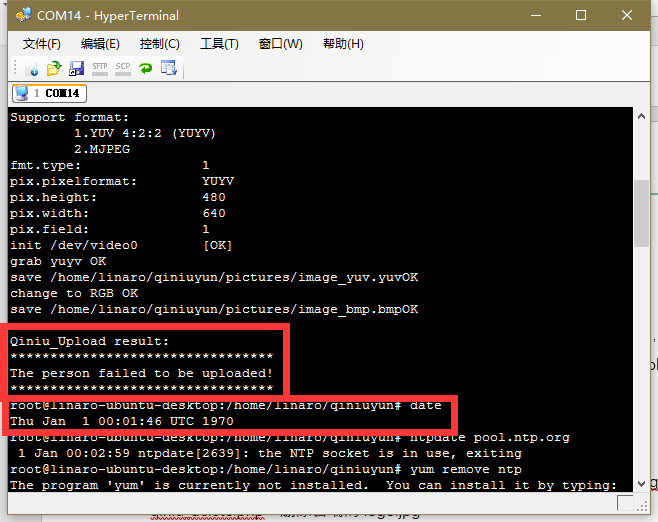 COM14 - HyperTerminal
文件(F) 编辑(E) 控制(C) 工具(T) 窗口(W) 帮助(H)
SFTP SCP
1 COM14
Support format:
1.YUV 4:2:2 (YUYV)
2.MJPEG
fmt.type: 1
pix.pixelformat: YUYV
pix.height: 480
pix.width: 640
pix.field: 1
init /dev/video0 [OK]
grab yuyv OK
save /home/linaro/qiniuyun/pictures/image_yuv.yuvOK
change to RGB OK
save /home/linaro/qiniuyun/pictures/image_bmp.bmpOK
Qiniu_Upload result:
*********************************
The person failed to be uploaded!
*********************************
root@linaro-ubuntu-desktop:/home/linaro/qiniuyun# date
Thu Jan  1 00:01:46 UTC 1970
root@linaro-ubuntu-desktop:/home/linaro/qiniuyun# ntpdate pool.ntp.org
1 Jan 00:02:59 ntpdate[2639]: the NTP socket is in use, exiting
root@linaro-ubuntu-desktop:/home/linaro/qiniuyun# yum remove ntp
The program 'yum' is currently not installed.  You can install it by typing: